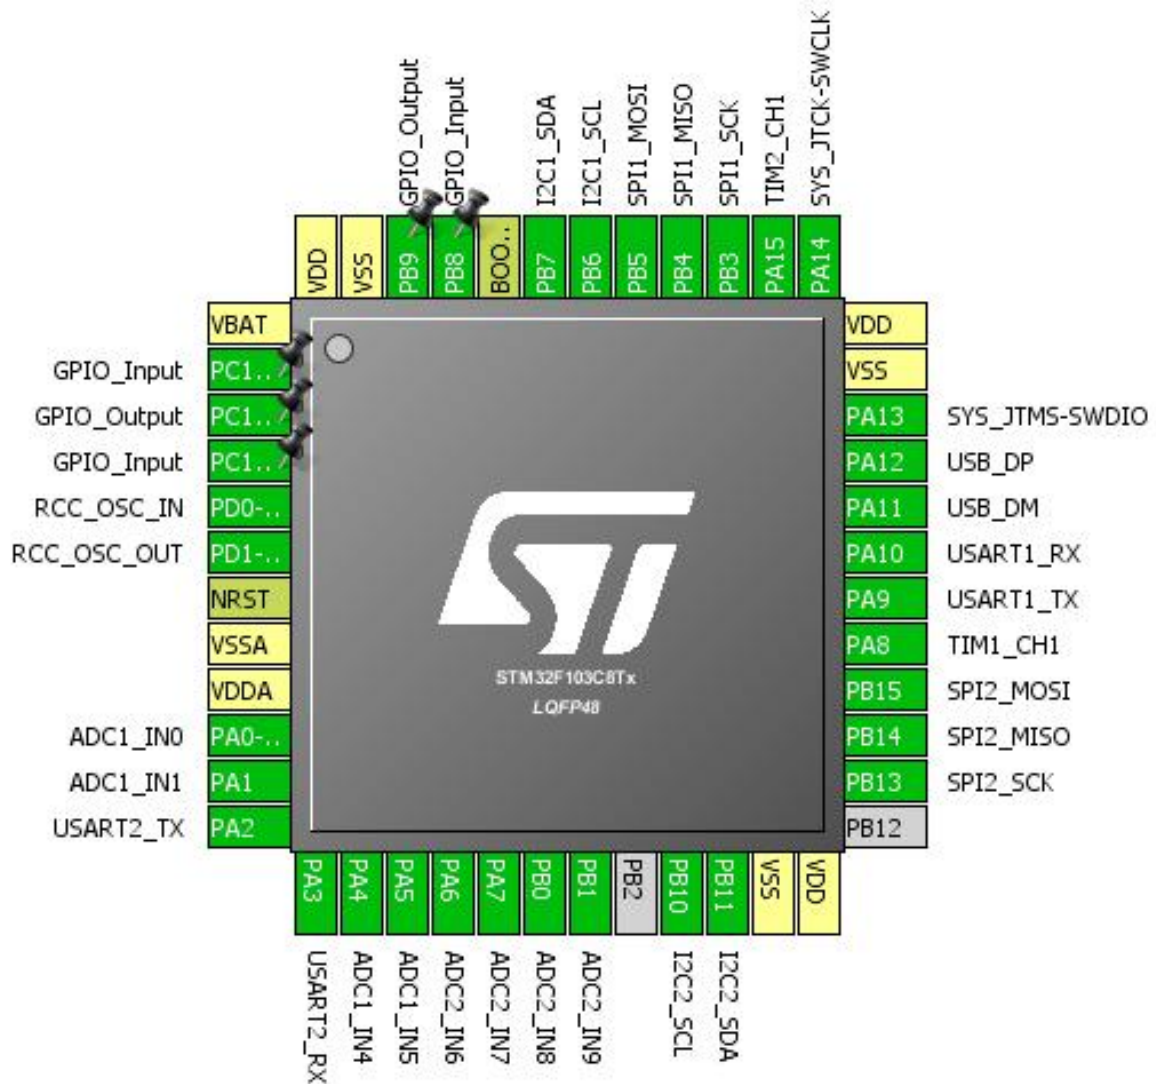 GPIO_Output
GPIO_Input
I2C1_SDA
I2C1_SCL
SPI1_MOSI
SPI1_MISO
SPI1_SCK
TIM2_CH1
SYS_JTCK-SWCLK
VDD
VSS
PB9
PB8
BOO..
PB7
PB6
PB5
PB4
PB3
PA15
PA14
VBAT
GPIO_Input PC1..
GPIO_Output PC1..
GPIO_Input PC1..
RCC_OSC_IN PD0-..
RCC_OSC_OUT PD1-..
NRST
VSSA
VDDA
ADC1_IN0 PA0-..
ADC1_IN1 PA1
USART2_TX PA2
STM32F103C8Tx
LQFP48
VDD
VSS
PA13 SYS_JTMS-SWDIO
PA12 USB_DP
PA11 USB_DM
PA10 USART1_RX
PA9 USART1_TX
PA8 TIM1_CH1
PB15 SPI2_MOSI
PB14 SPI2_MISO
PB13 SPI2_SCK
PB12
PA3
PA4
PA5
PA6
PA7
PB0
PB1
PB2
PB10
PB11
VSS
VDD
USART2_RX
ADC1_IN4
ADC1_IN5
ADC2_IN6
ADC2_IN7
ADC2_IN8
ADC2_IN9
I2C2_SCL
I2C2_SDA